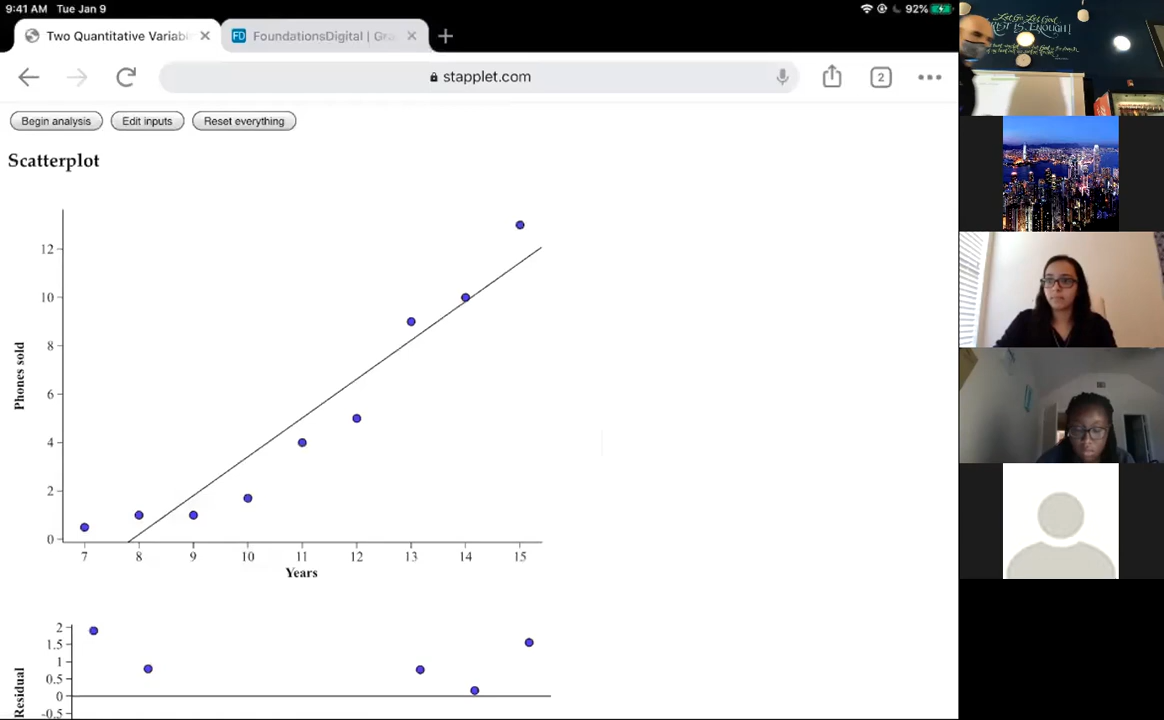 9:41 AM Tue Jan 9
92%
Two Quantitative Variab
FD FoundationsDigital | Gra
stapplet.com
2
Begin analysis Edit inputs Reset everything
Scatterplot
12
10
8
6
4
2
0
Phones sold
7 8 9 10 11 12 13 14 15
Years
2
1.5
1
0.5
0
-0.5
Residual